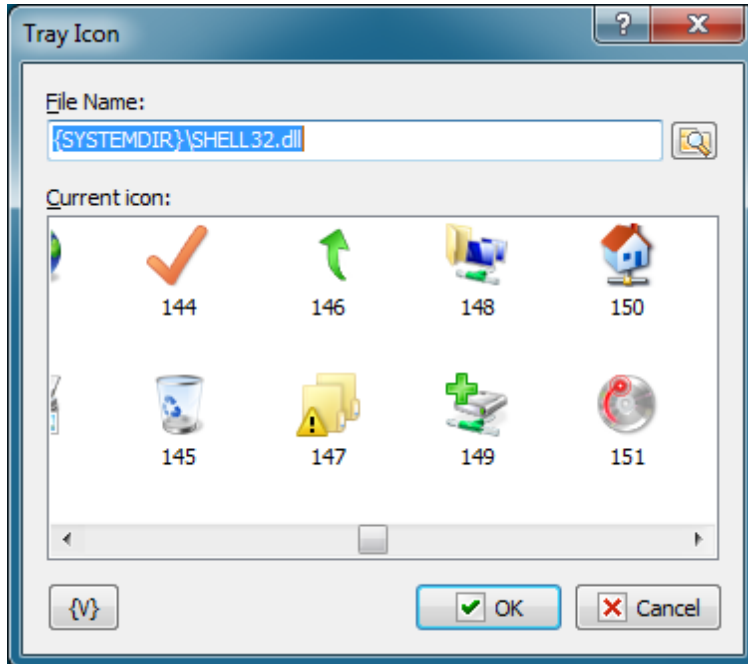 Tray Icon
?
X
File Name:
{SYSTEMDIR}\SHELL32.dll
Current icon:
144 146 148 150
145 147 149 151
{V} OK Cancel